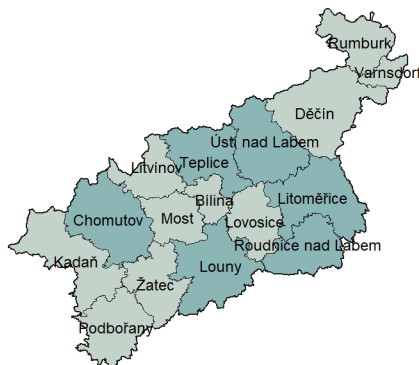 Rumburk
Varnsdorf
Děčín
Ústí nad Labem
Teplice
Litvínov
Bílina
Litoměřice
Chomutov
Most
Lovosice
Roudnice nad Labem
Kadaň
Louny
Žatec
Podbořany